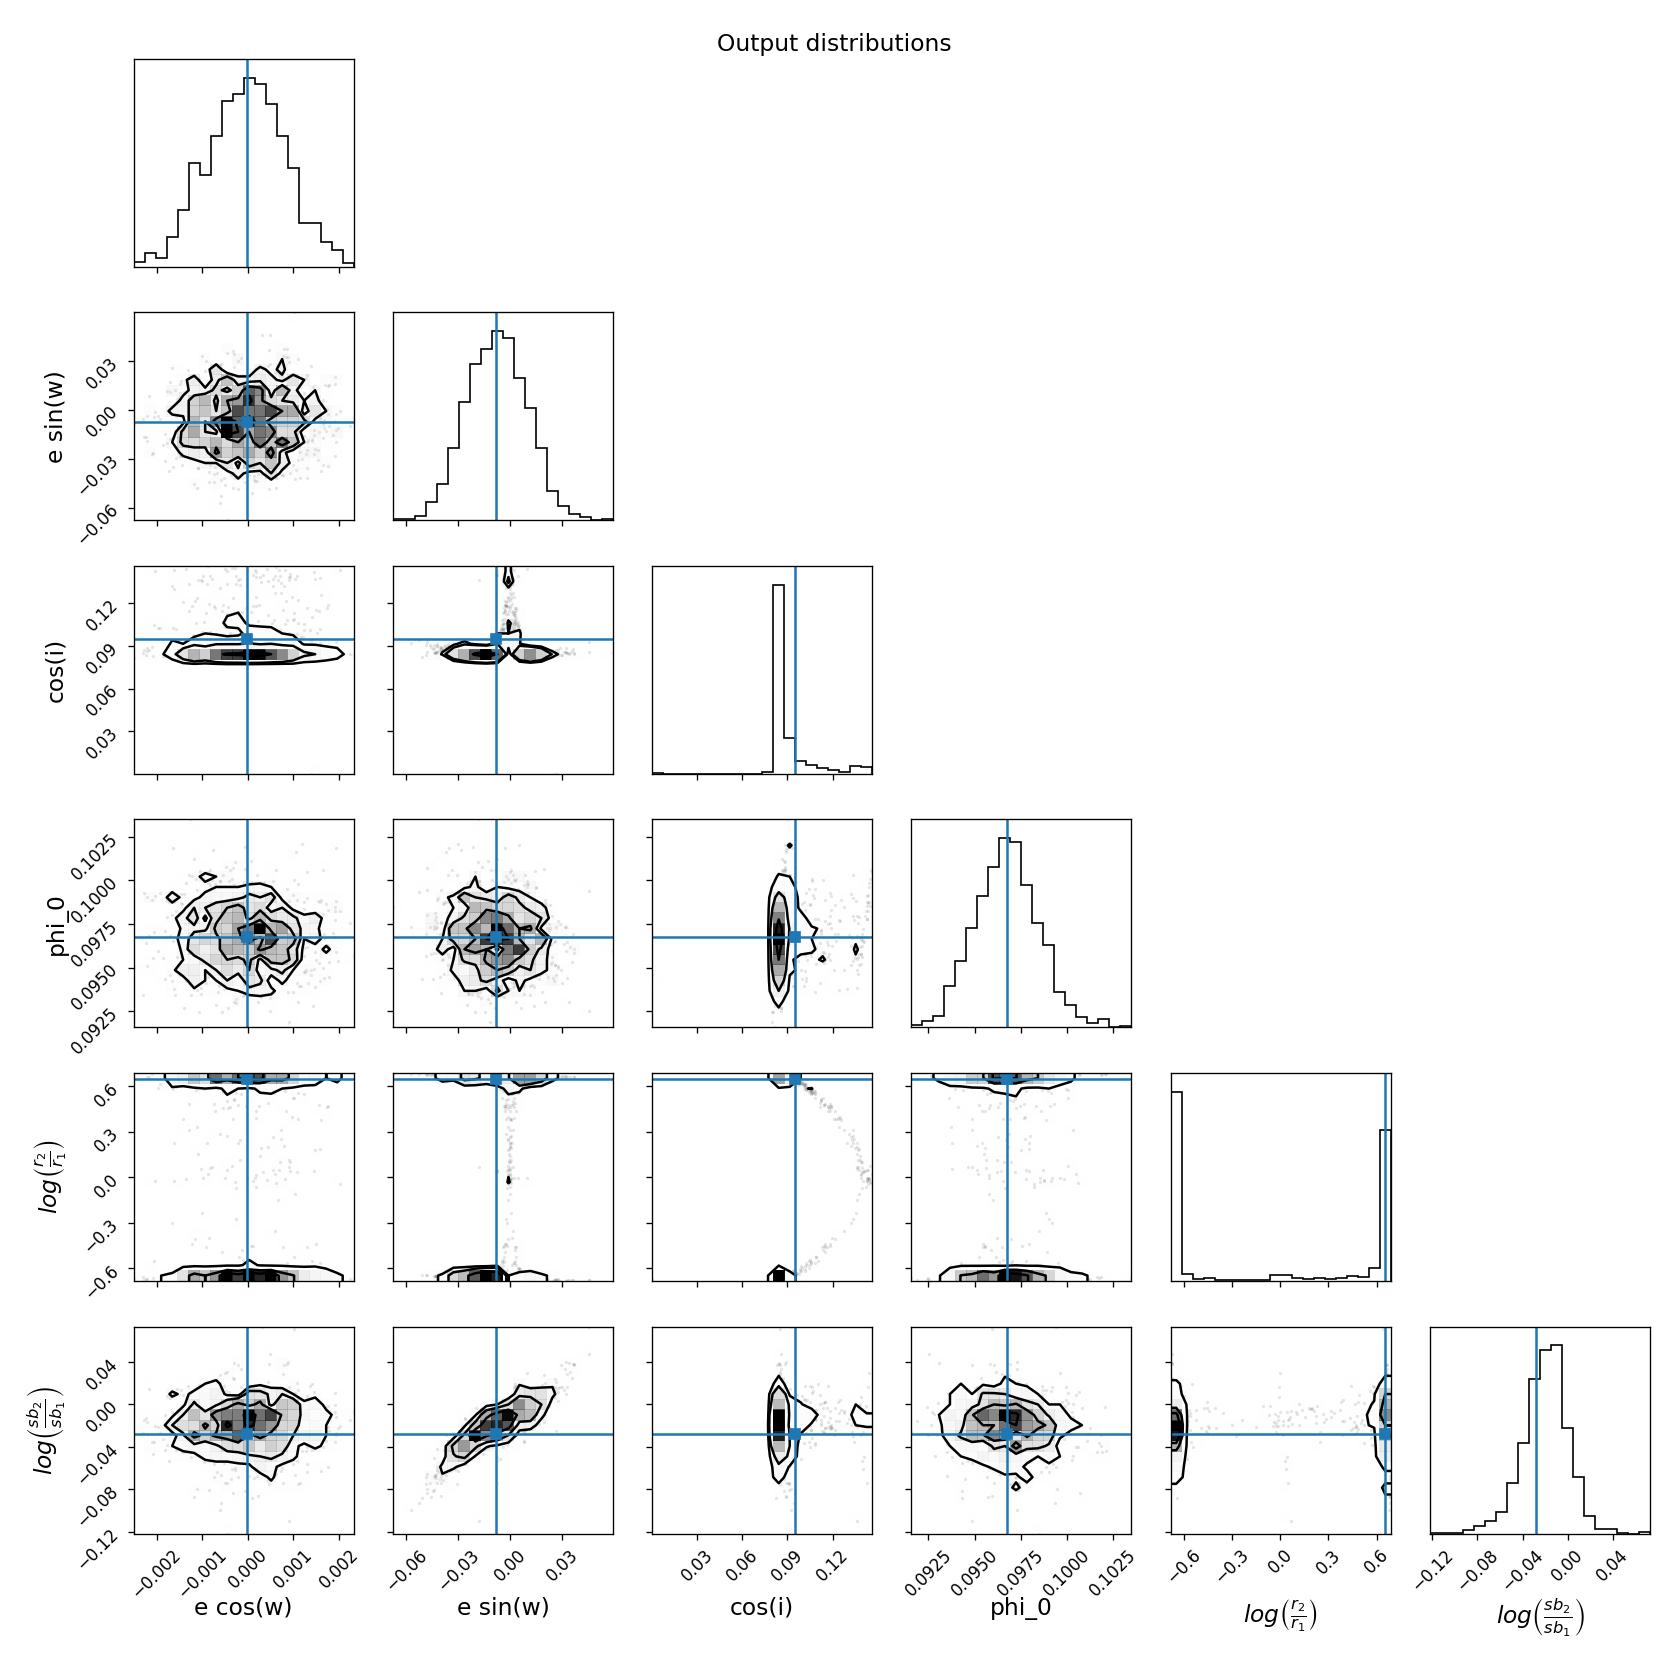 Output distributions
e sin(w)
0.03
0.00
−0.03
−0.06
cos(i)
0.12
0.09
0.06
0.03
phi_0
0.1025
0.1000
0.0975
0.0950
0.0925
log(r2/r1)
0.6
0.3
0.0
−0.3
−0.6
log(sb2/sb1)
0.04
0.00
−0.04
−0.08
−0.12
−0.002 −0.001 0.000 0.001 0.002
−0.06 −0.03 0.00 0.03
0.03 0.06 0.09 0.12
0.0925 0.0950 0.0975 0.1000 0.1025
−0.6 −0.3 0.0 0.3 0.6
−0.12 −0.08 −0.04 0.00 0.04
e cos(w) e sin(w) cos(i) phi_0 log(r2/r1) log(sb2/sb1)